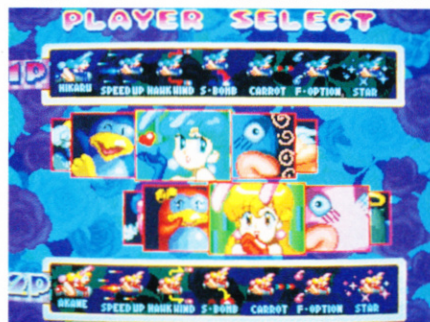 PLAYER SELECT
1P
HIKARU SPEED UP HAWK WIND S-BOMB CARROT F-OPTION STAR
2P
AKANE SPEED UP HAWK WIND S-BOMB CARROT F-OPTION STAR